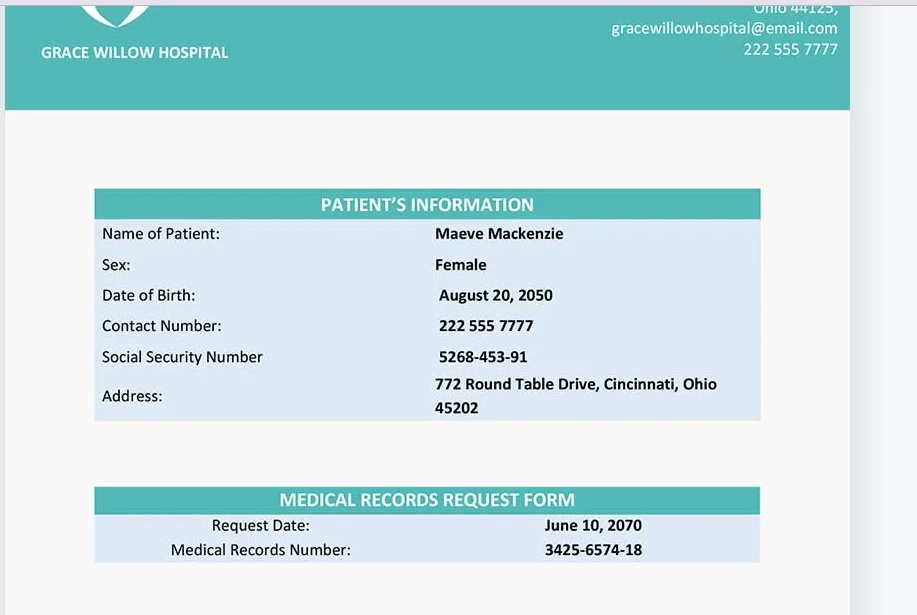 Ohio 44125,
gracewillowhospital@email.com
GRACE WILLOW HOSPITAL
222 555 7777
PATIENT’S INFORMATION
Name of Patient: Maeve Mackenzie
Sex: Female
Date of Birth: August 20, 2050
Contact Number: 222 555 7777
Social Security Number 5268-453-91
Address: 772 Round Table Drive, Cincinnati, Ohio
45202
MEDICAL RECORDS REQUEST FORM
Request Date: June 10, 2070
Medical Records Number: 3425-6574-18